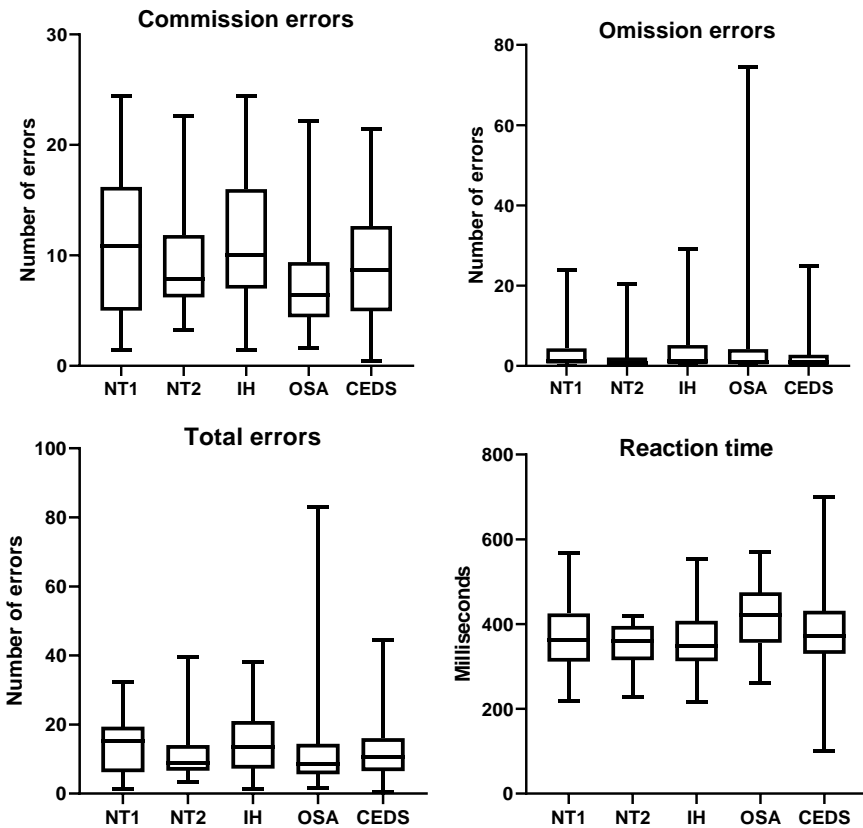 Commission errors
Number of errors
30
20
10
0
NT1 NT2 IH OSA CEDS
Omission errors
Number of errors
80
60
40
20
0
NT1 NT2 IH OSA CEDS
Total errors
Number of errors
100
80
60
40
20
0
NT1 NT2 IH OSA CEDS
Reaction time
Milliseconds
800
600
400
200
0
NT1 NT2 IH OSA CEDS